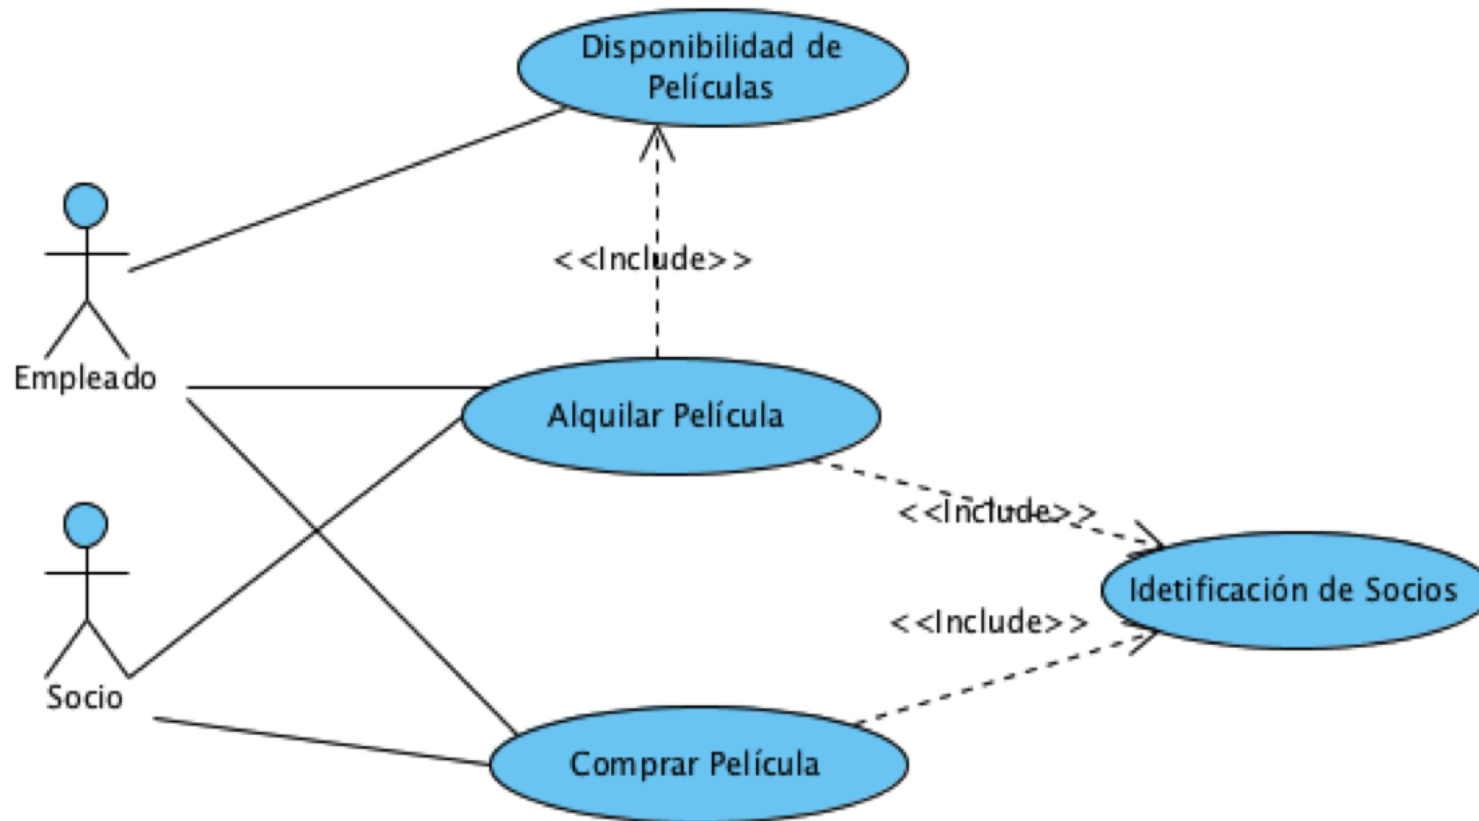 Disponibilidad de
Películas
<<Include>>
Empleado
Alquilar Película
<<Include>>
Idetificación de Socios
<<Include>>
Socio
Comprar Película